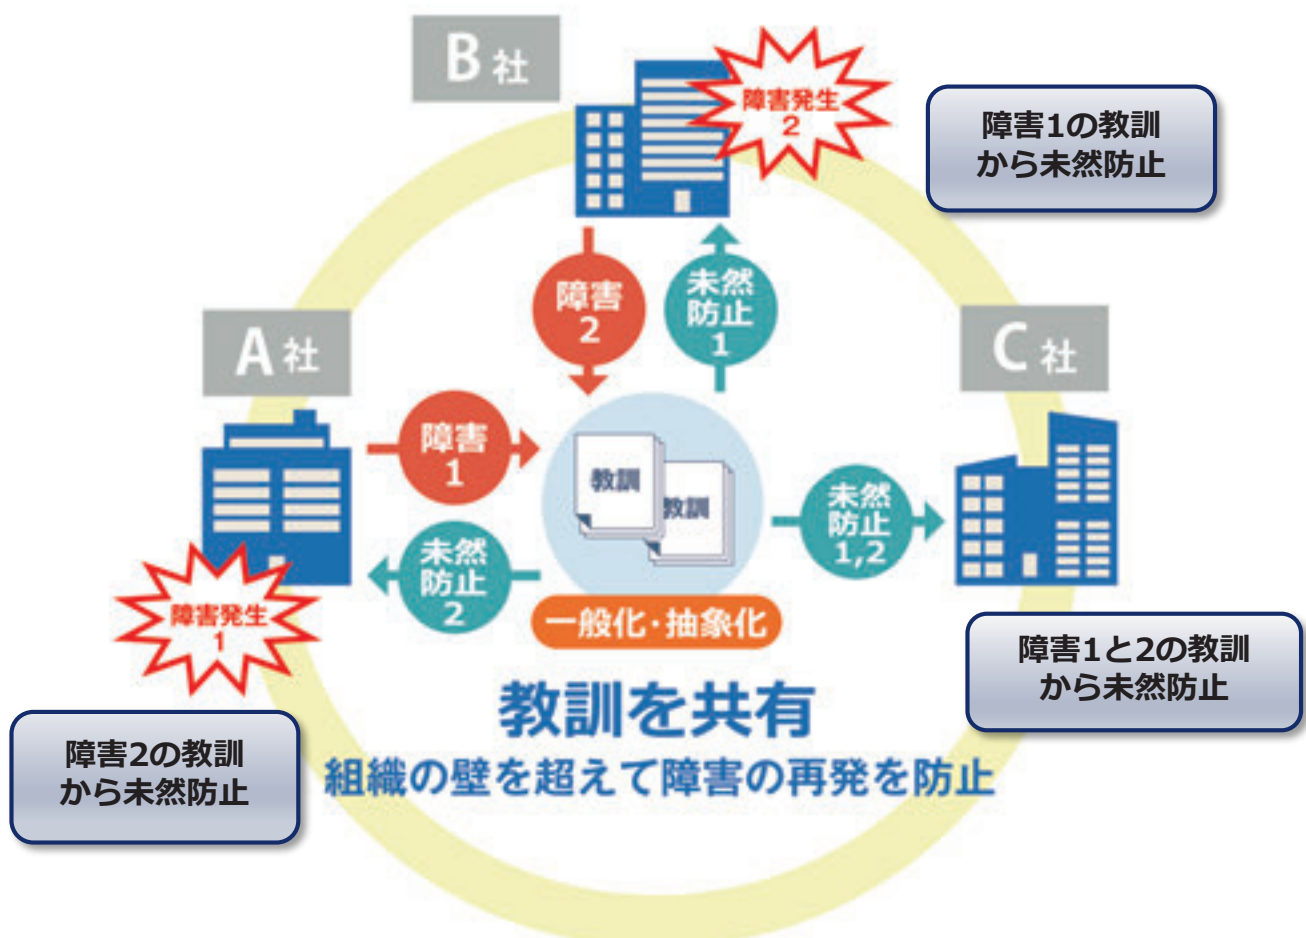 B社
障害発生
2
障害1の教訓
から未然防止
障害
2
未然
防止
1
A社
C社
障害
1
教訓
教訓
未然
防止
1,2
未然
防止
2
障害発生
1
一般化・抽象化
障害1と2の教訓
から未然防止
教訓を共有
障害2の教訓
から未然防止
組織の壁を超えて障害の再発を防止